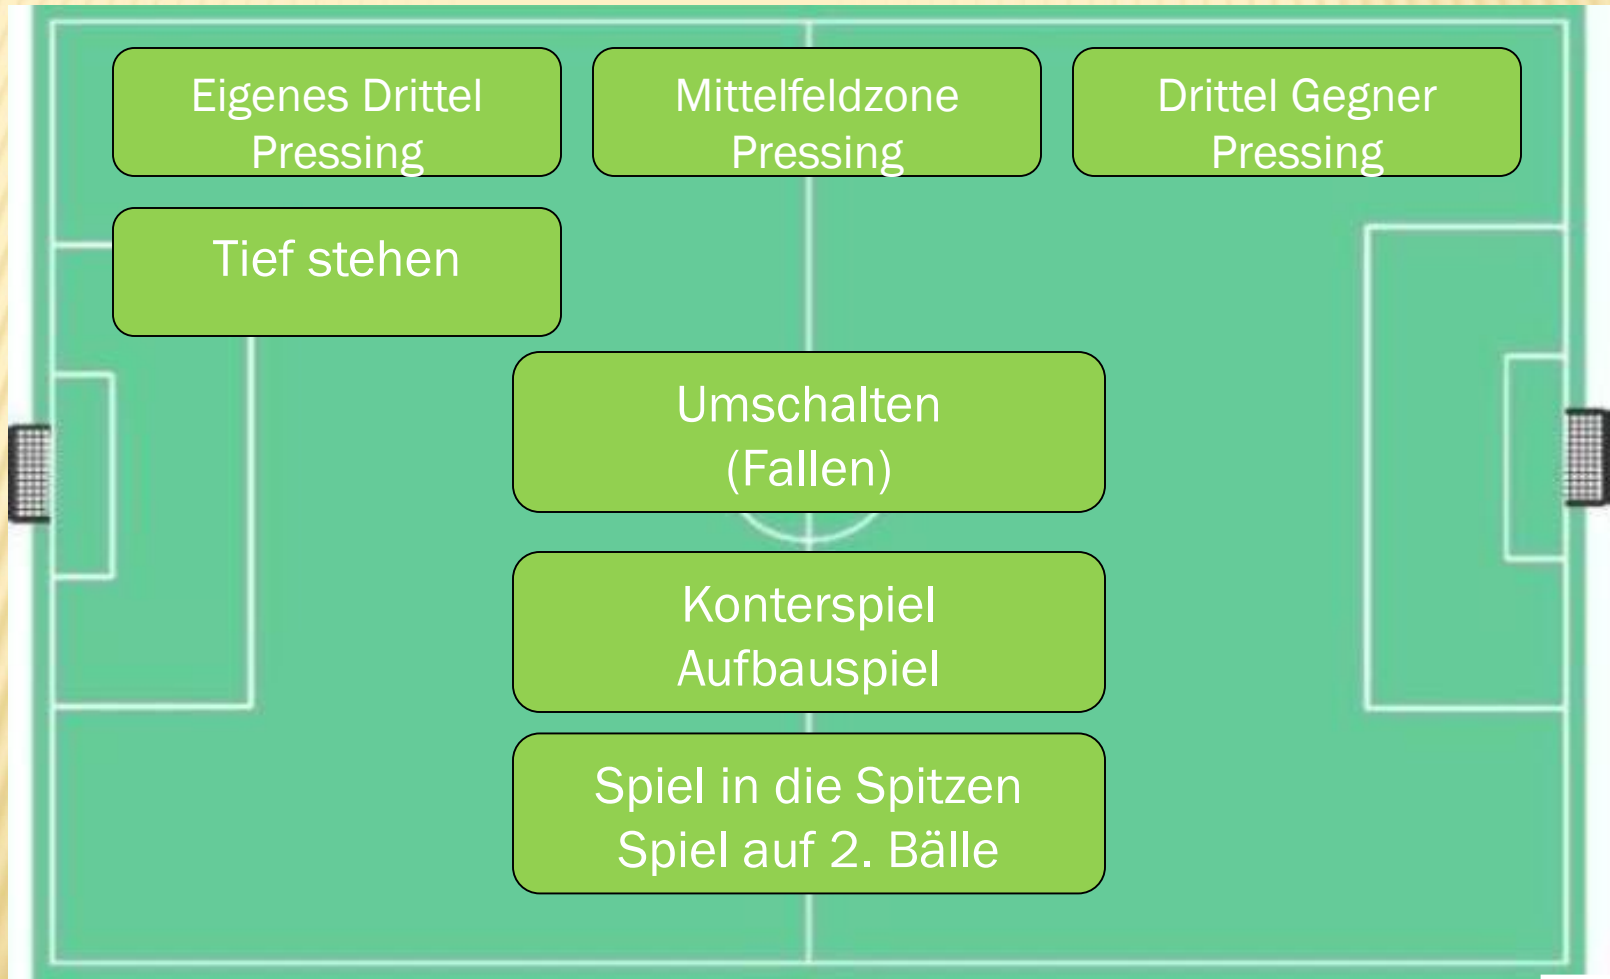 Eigenes Drittel
Pressing
Mittelfeldzone
Pressing
Drittel Gegner
Pressing
Tief stehen
Umschalten
(Fallen)
Konterspiel
Aufbauspiel
Spiel in die Spitzen
Spiel auf 2. Bälle